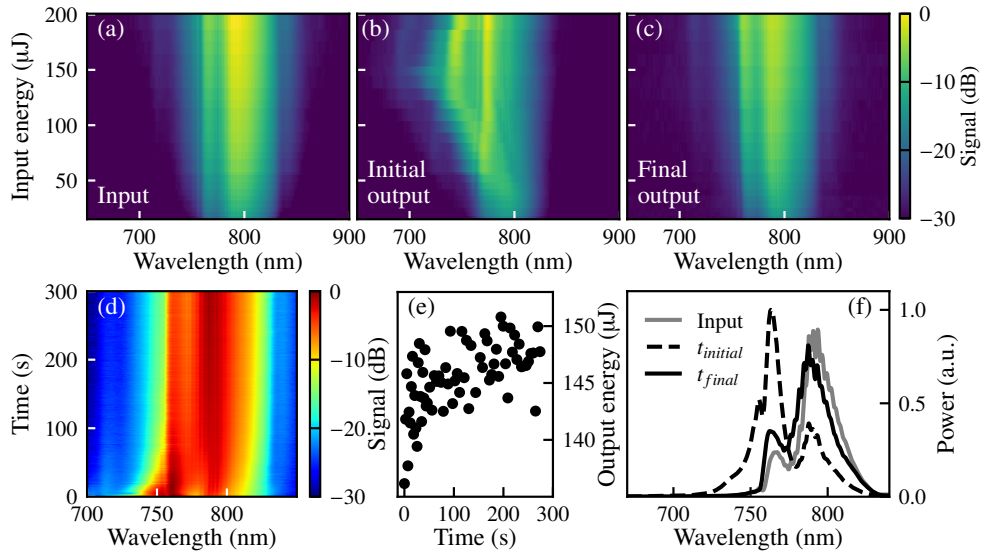 200
150
100
50
Input energy (μJ)
(a)
Input
700
800
Wavelength (nm)
(b)
Initial
output
900
700
800
Wavelength (nm)
(c)
Final
output
900
700
800
900
Wavelength (nm)
0
−10
−20
−30
Signal (dB)
300
200
100
0
Time (s)
(d)
700
750
800
Wavelength (nm)
0
−10
−20
−30
Signal (dB)
(e)
0
100
200
300
Time (s)
150
145
140
Output energy (μJ)
(f)
Input
t_initial
t_final
700
750
800
Wavelength (nm)
1.0
0.5
0.0
Power (a.u.)